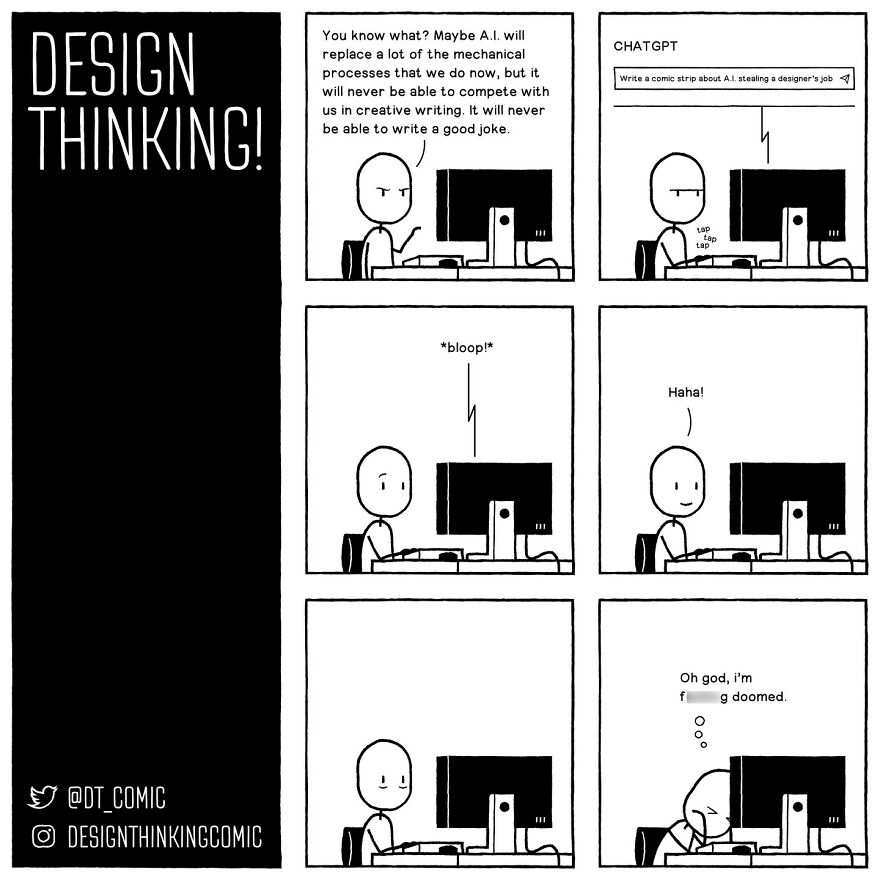 DESIGN
THINKING!
You know what? Maybe A.I. will
replace a lot of the mechanical
processes that we do now, but it
will never be able to compete with
us in creative writing. It will never
be able to write a good joke.
CHATGPT
Write a comic strip about A.I. stealing a designer's job
tap
tap
tap
*bloop!*
Haha!
Oh god, i'm
f g doomed.
@DT_COMIC
DESIGNTHINKINGCOMIC